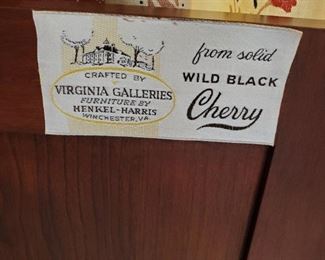 CRAFTED BY
VIRGINIA GALLERIES
FURNITURE BY
HENKEL-HARRIS
WINCHESTER, VA.
from solid
WILD BLACK
Cherry